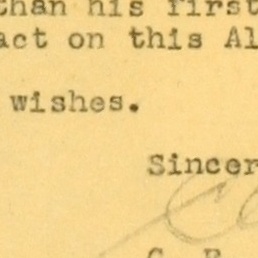 than his first
act on this Al
wishes.
Sincer